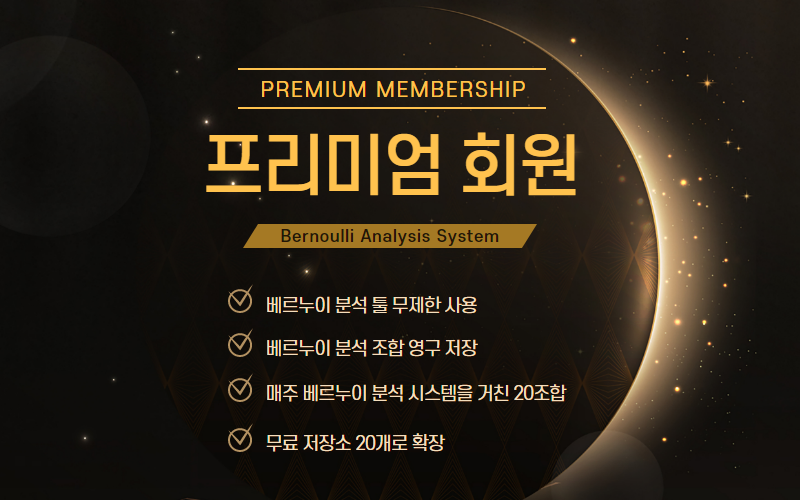 PREMIUM MEMBERSHIP
프리미엄 회원
Bernoulli Analysis System
베르누이 분석 툴 무제한 사용
베르누이 분석 조합 영구 저장
매주 베르누이 분석 시스템을 거친 20조합
무료 저장소 20개로 확장